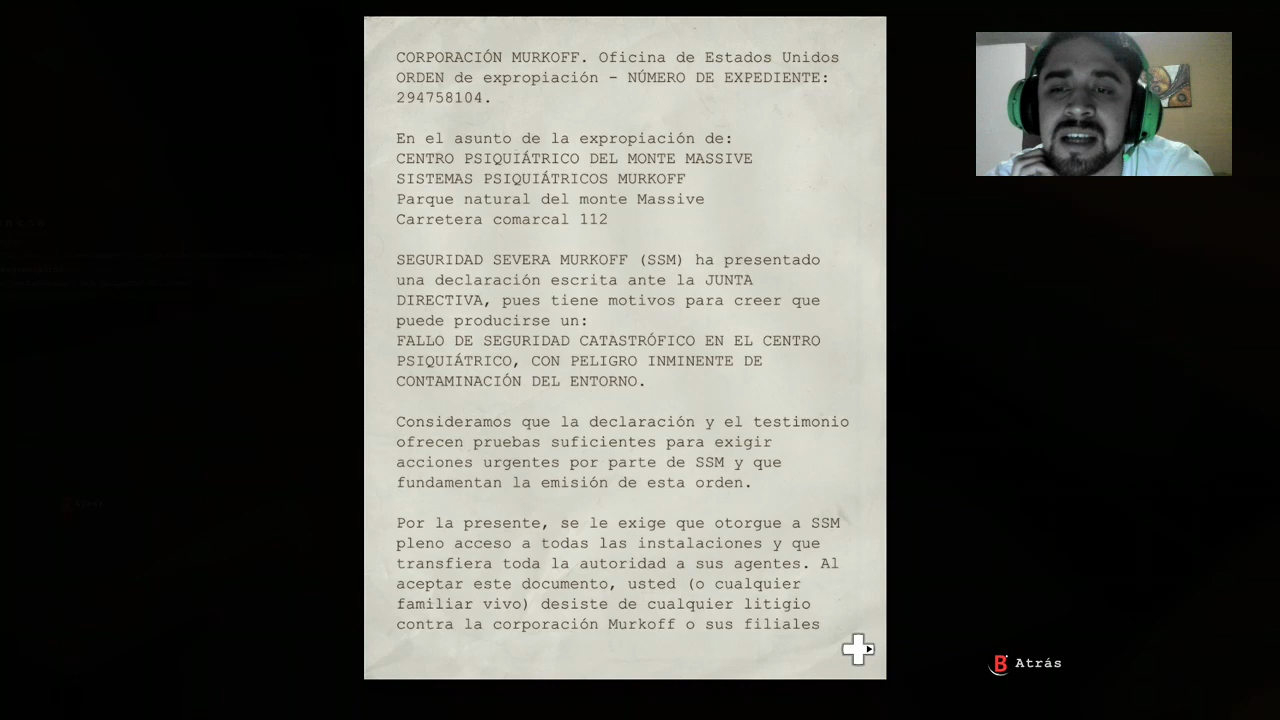 CORPORACIÓN MURKOFF. Oficina de Estados Unidos
ORDEN de expropiación - NÚMERO DE EXPEDIENTE:
294758104.
En el asunto de la expropiación de:
CENTRO PSIQUIÁTRICO DEL MONTE MASSIVE
SISTEMAS PSIQUIÁTRICOS MURKOFF
Parque natural del monte Massive
Carretera comarcal 112
SEGURIDAD SEVERA MURKOFF (SSM) ha presentado
una declaración escrita ante la JUNTA
DIRECTIVA, pues tiene motivos para creer que
puede producirse un:
FALLO DE SEGURIDAD CATASTRÓFICO EN EL CENTRO
PSIQUIÁTRICO, CON PELIGRO INMINENTE DE
CONTAMINACIÓN DEL ENTORNO.
Consideramos que la declaración y el testimonio
ofrecen pruebas suficientes para exigir
acciones urgentes por parte de SSM y que
fundamentan la emisión de esta orden.
Por la presente, se le exige que otorgue a SSM
pleno acceso a todas las instalaciones y que
transfiera toda la autoridad a sus agentes. Al
aceptar este documento, usted (o cualquier
familiar vivo) desiste de cualquier litigio
contra la corporación Murkoff o sus filiales
B Atrás